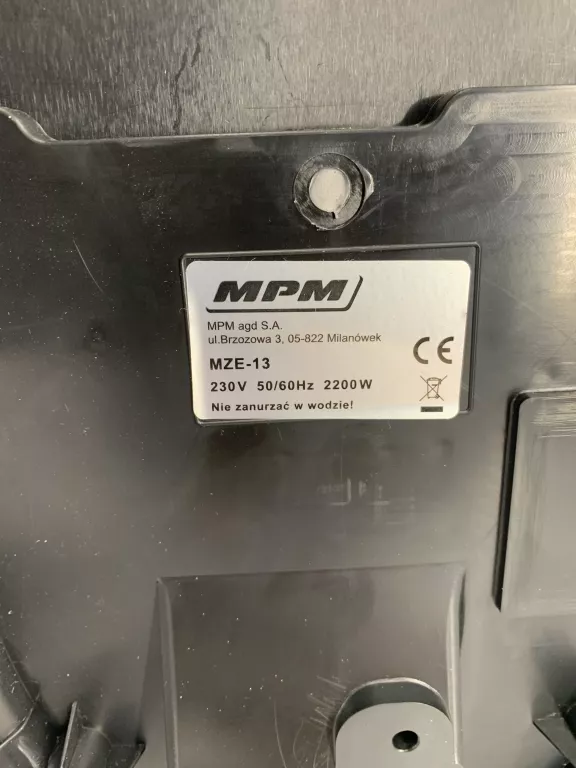 MPM
MPM agd S.A.
ul.Brzozowa 3, 05-822 Milanówek
CE
MZE-13
230V 50/60Hz 2200W
Nie zanurzać w wodzie!